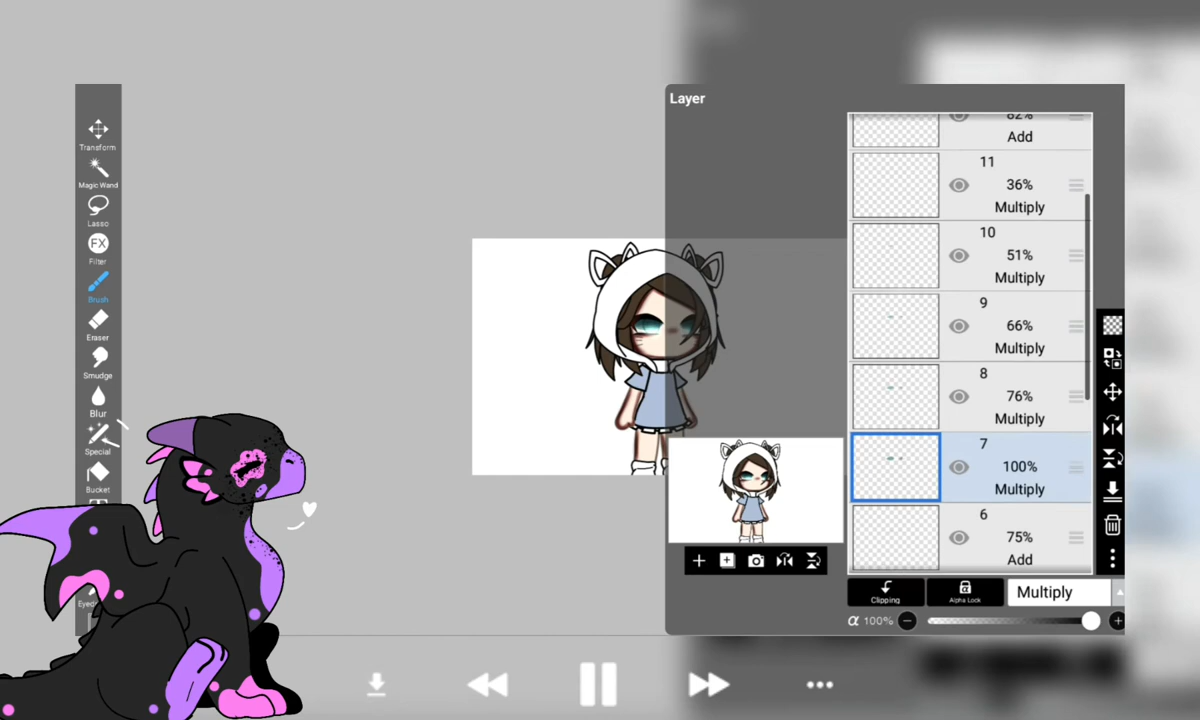 Layer
Transform
Magic Wand
Lasso
FX
Filter
Brush
Eraser
Smudge
Blur
Special
Bucket
82%
Add
11
36%
Multiply
10
51%
Multiply
9
66%
Multiply
8
76%
Multiply
7
100%
Multiply
6
75%
Add
Clipping
Alpha Lock
Multiply
α 100%